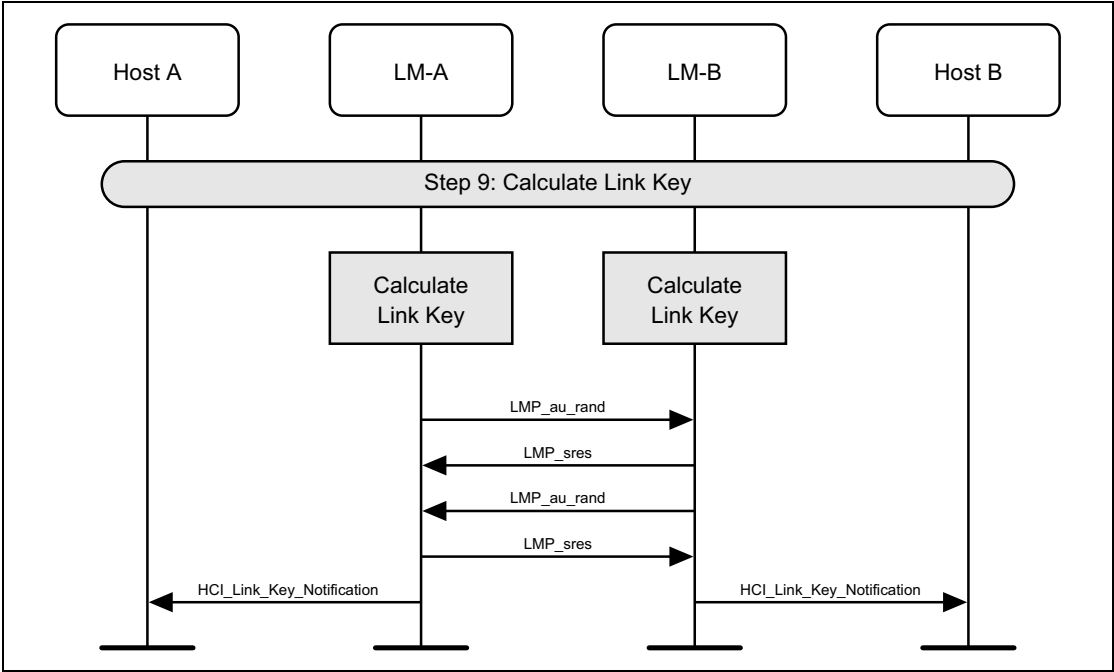 Host A
LM-A
LM-B
Host B
Step 9: Calculate Link Key
Calculate
Link Key
Calculate
Link Key
LMP_au_rand
LMP_sres
LMP_au_rand
LMP_sres
HCI_Link_Key_Notification
HCI_Link_Key_Notification